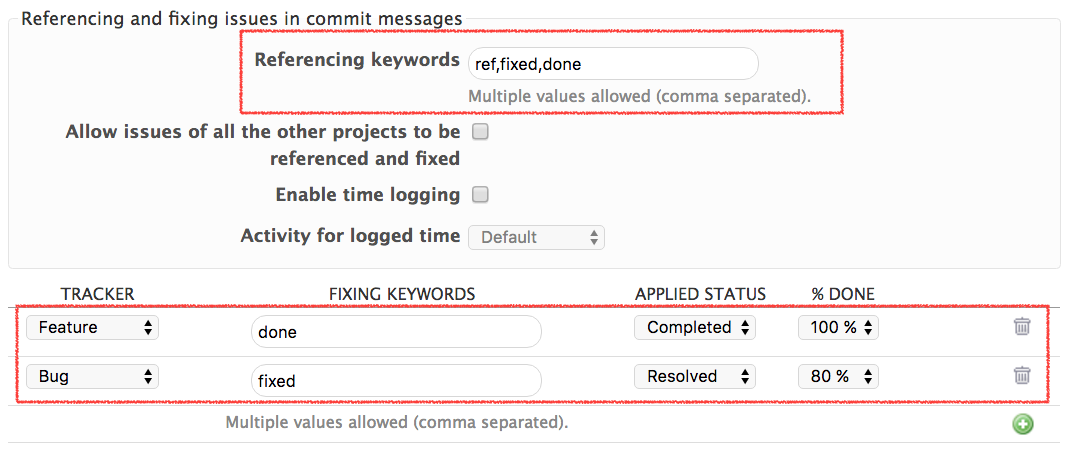 Referencing and fixing issues in commit messages
Referencing keywords ref,fixed,done
Multiple values allowed (comma separated).
Allow issues of all the other projects to be
referenced and fixed
Enable time logging
Activity for logged time Default
TRACKER FIXING KEYWORDS APPLIED STATUS % DONE
Feature done Completed 100 %
Bug fixed Resolved 80 %
Multiple values allowed (comma separated).